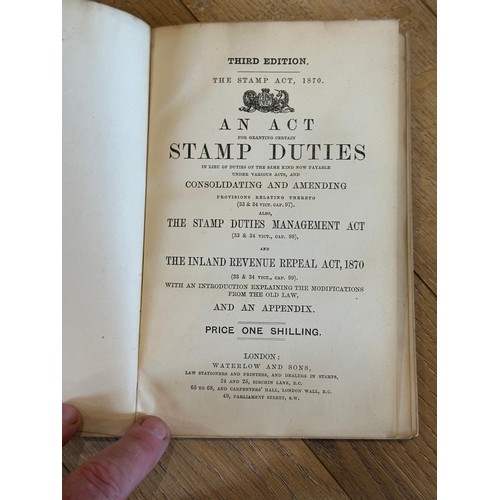 THIRD EDITION.
THE STAMP ACT, 1870.
AN ACT
FOR GRANTING CERTAIN
STAMP DUTIES
IN LIEU OF DUTIES OF THE SAME KIND NOW PAYABLE
UNDER VARIOUS ACTS, AND
CONSOLIDATING AND AMENDING
PROVISIONS RELATING THERETO
(33 & 34 VICT. CAP. 97).
ALSO,
THE STAMP DUTIES MANAGEMENT ACT
(33 & 34 VICT., CAP. 98),
AND
THE INLAND REVENUE REPEAL ACT, 1870
(33 & 34 VICT., CAP. 99).
WITH AN INTRODUCTION EXPLAINING THE MODIFICATIONS
FROM THE OLD LAW,
AND AN APPENDIX.
PRICE ONE SHILLING.
LONDON:
WATERLOW AND SONS,
LAW STATIONERS AND PRINTERS, AND DEALERS IN STAMPS,
24 AND 25, BIRCHIN LANE, E.C.
65 TO 68, AND CARPENTERS' HALL, LONDON WALL, E.C.
49, PARLIAMENT STREET, S.W.